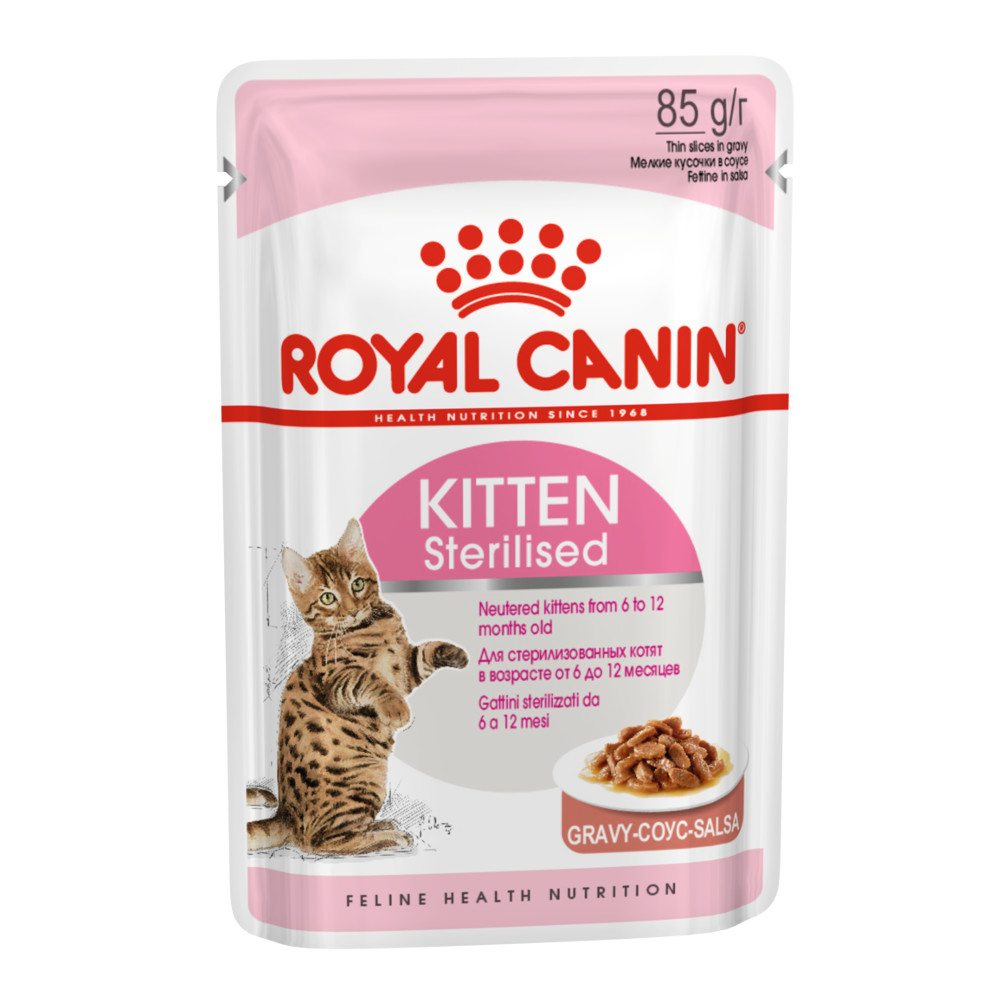 85 g/г
Thin slices in gravy
Мелкие кусочки в соусе
Fettine in salsa
ROYAL CANIN®
HEALTH NUTRITION SINCE 1968
KITTEN
Sterilised
Neutered kittens from 6 to 12
months old
Для стерилизованных котят
в возрасте от 6 до 12 месяцев
Gattini sterilizzati da
6 a 12 mesi
GRAVY-СОУС-SALSA
FELINE HEALTH NUTRITION